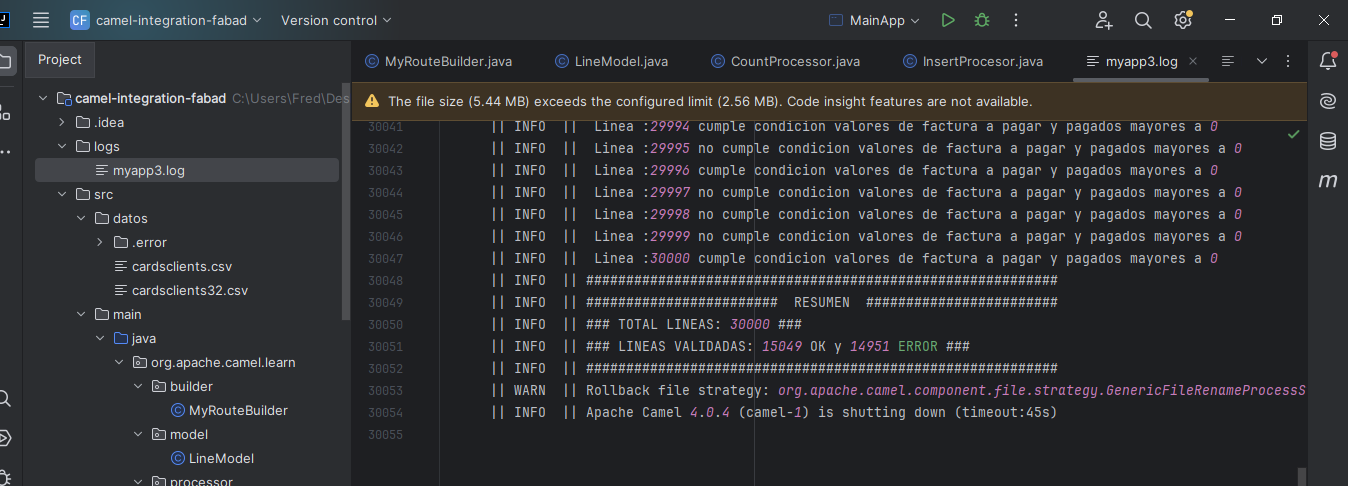 CF camel-integration-fabad Version control MainApp
Project
camel-integration-fabad C:\Users\Fred\Des
.idea
logs
myapp3.log
src
datos
.error
cardsclients.csv
cardsclients32.csv
main
java
org.apache.camel.learn
builder
MyRouteBuilder
model
LineModel
processor
MyRouteBuilder.java LineModel.java CountProcessor.java InsertProcesor.java myapp3.log
The file size (5.44 MB) exceeds the configured limit (2.56 MB). Code insight features are not available.
30041 || INFO || Linea :29994 cumple condicion valores de factura a pagar y pagados mayores a 0
30042 || INFO || Linea :29995 no cumple condicion valores de factura a pagar y pagados mayores a 0
30043 || INFO || Linea :29996 cumple condicion valores de factura a pagar y pagados mayores a 0
30044 || INFO || Linea :29997 no cumple condicion valores de factura a pagar y pagados mayores a 0
30045 || INFO || Linea :29998 no cumple condicion valores de factura a pagar y pagados mayores a 0
30046 || INFO || Linea :29999 no cumple condicion valores de factura a pagar y pagados mayores a 0
30047 || INFO || Linea :30000 cumple condicion valores de factura a pagar y pagados mayores a 0
30048 || INFO || ###########################################################
30049 || INFO || ######################## RESUMEN ########################
30050 || INFO || ### TOTAL LINEAS: 30000 ###
30051 || INFO || ### LINEAS VALIDADAS: 15049 OK y 14951 ERROR ###
30052 || INFO || ###########################################################
30053 || WARN || Rollback file strategy: org.apache.camel.component.file.strategy.GenericFileRenameProcessS
30054 || INFO || Apache Camel 4.0.4 (camel-1) is shutting down (timeout:45s)
30055